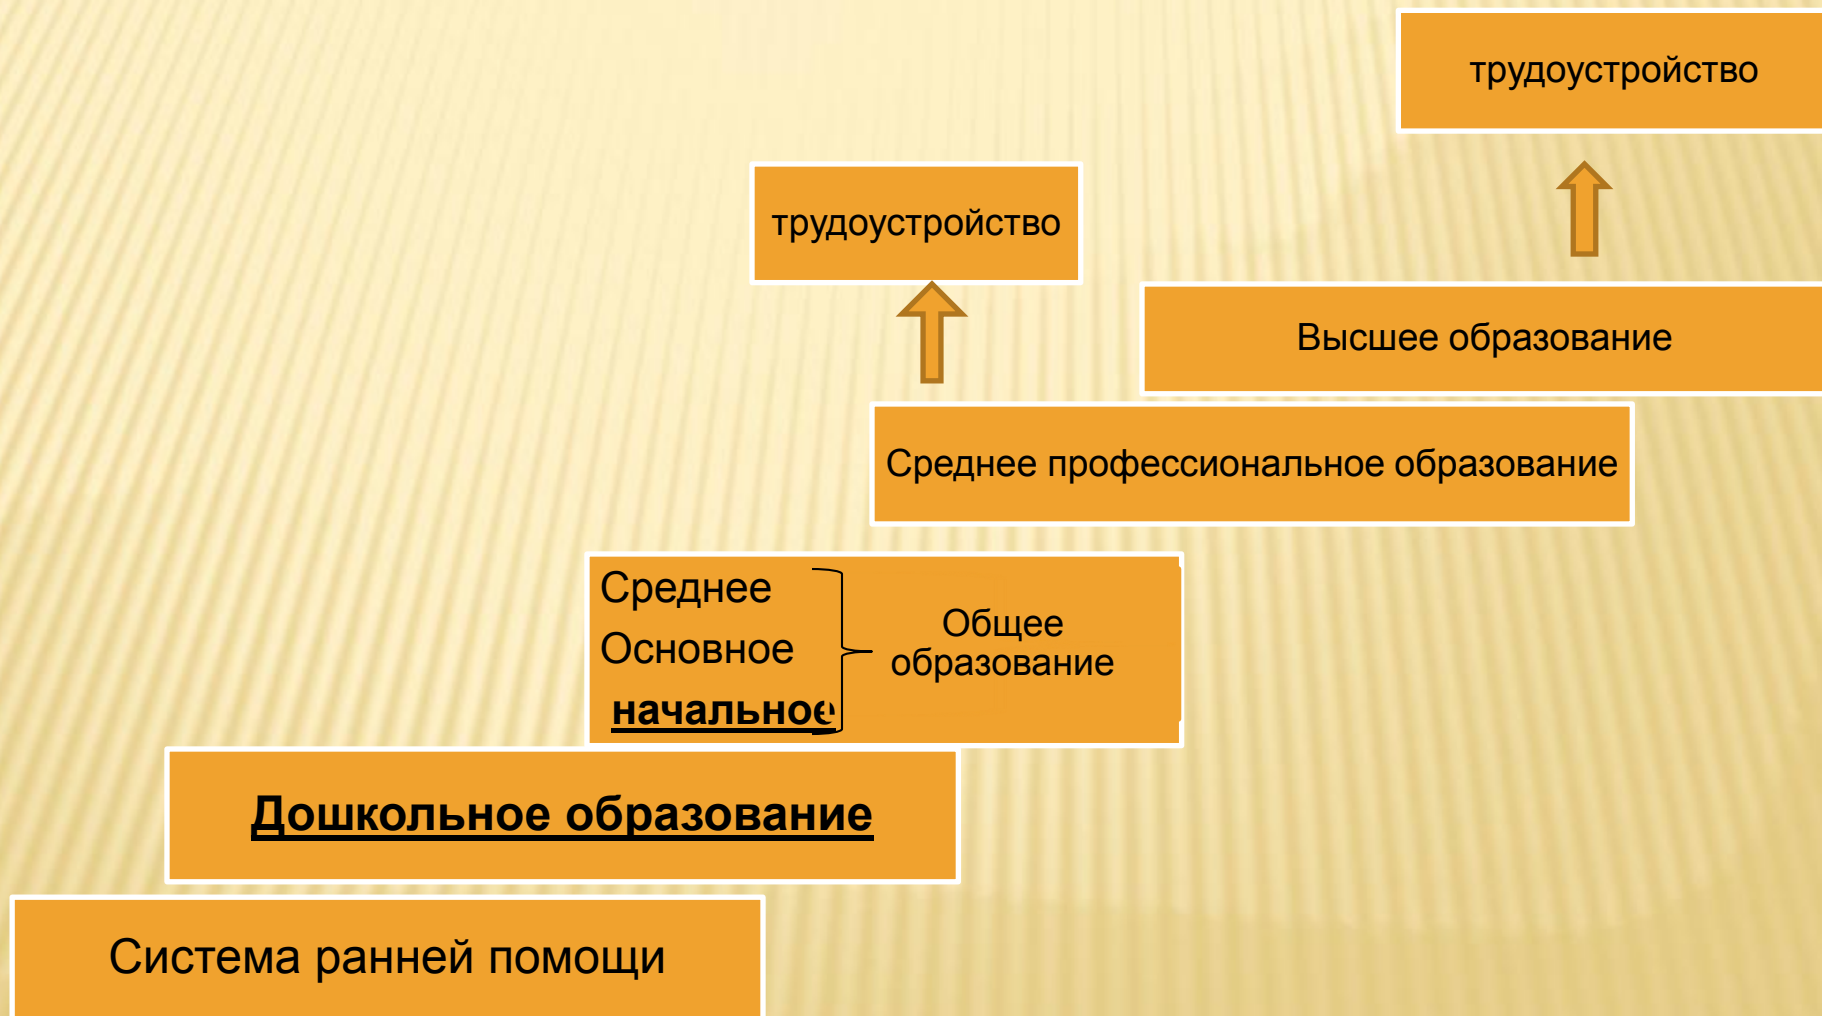 трудоустройство
трудоустройство
Высшее образование
Среднее профессиональное образование
Среднее
Основное
начальное
Общее
образование
Дошкольное образование
Система ранней помощи